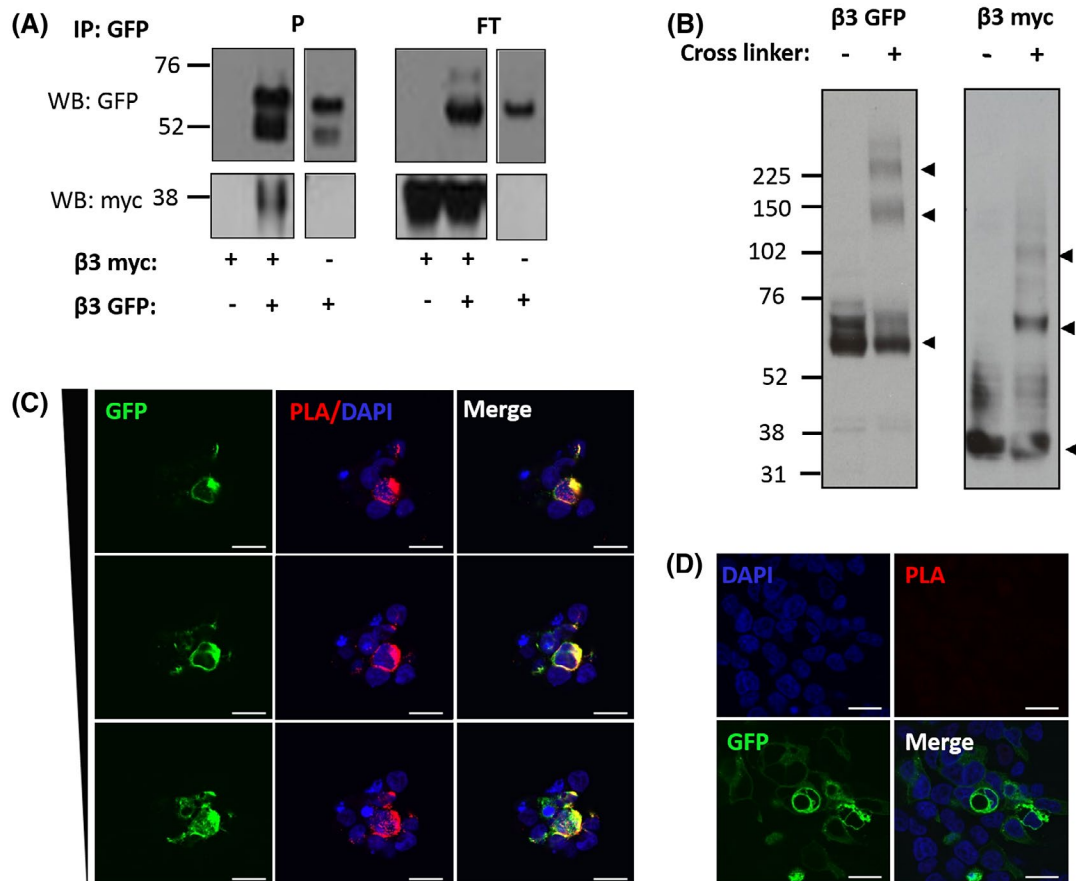 (A)
IP: GFP
P
FT
76
WB: GFP
52
WB: myc
38
β3 myc: + + - + + -
β3 GFP: - + + - + +
(B)
β3 GFP
β3 myc
Cross linker: - + - +
225
150
102
76
52
38
31
(C)
GFP
PLA/DAPI
Merge
(D)
DAPI
PLA
GFP
Merge